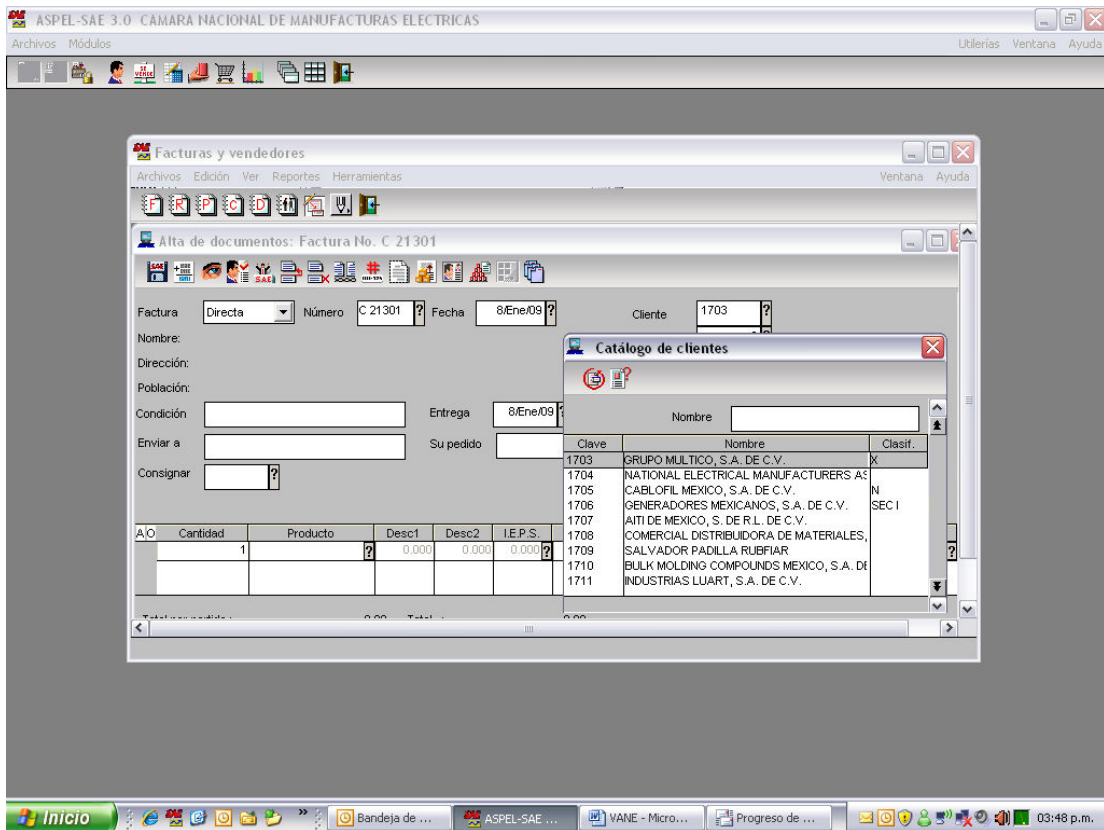 ASPEL-SAE 3.0 CAMARA NACIONAL DE MANUFACTURAS ELECTRICAS
Archivos Módulos Utilerías Ventana Ayuda
SE VENDE
Facturas y vendedores
Archivos Edición Ver Reportes Herramientas Ventana Ayuda
F R P C D
Alta de documentos: Factura No. C 21301
Factura Directa Número C 21301 ? Fecha 8/Ene/09 ? Cliente 1703 ?
Nombre:
Dirección:
Población:
Condición Entrega 8/Ene/09
Enviar a Su pedido
Consignar ?
Catálogo de clientes
Nombre
Clave Nombre Clasif.
1703 GRUPO MULTICO, S.A. DE C.V. X
1704 NATIONAL ELECTRICAL MANUFACTURERS
1705 CABLOFIL MEXICO, S.A. DE C.V. N
1706 GENERADORES MEXICANOS, S.A. DE C.V. SEC I
1707 AITI DE MEXICO, S. DE R.L. DE C.V.
1708 COMERCIAL DISTRIBUIDORA DE MATERIALES,
1709 SALVADOR PADILLA RUBFIAR
1710 BULK MOLDING COMPOUNDS MEXICO, S.A. DE
1711 INDUSTRIAS LUART, S.A. DE C.V.
A O Cantidad Producto Desc1 Desc2 I.E.P.S.
1 ? 0.000 0.000 0.000 ? ?
Inicio » Bandeja de ... ASPEL-SAE ... VANE - Micro... Progreso de ... 03:48 p.m.